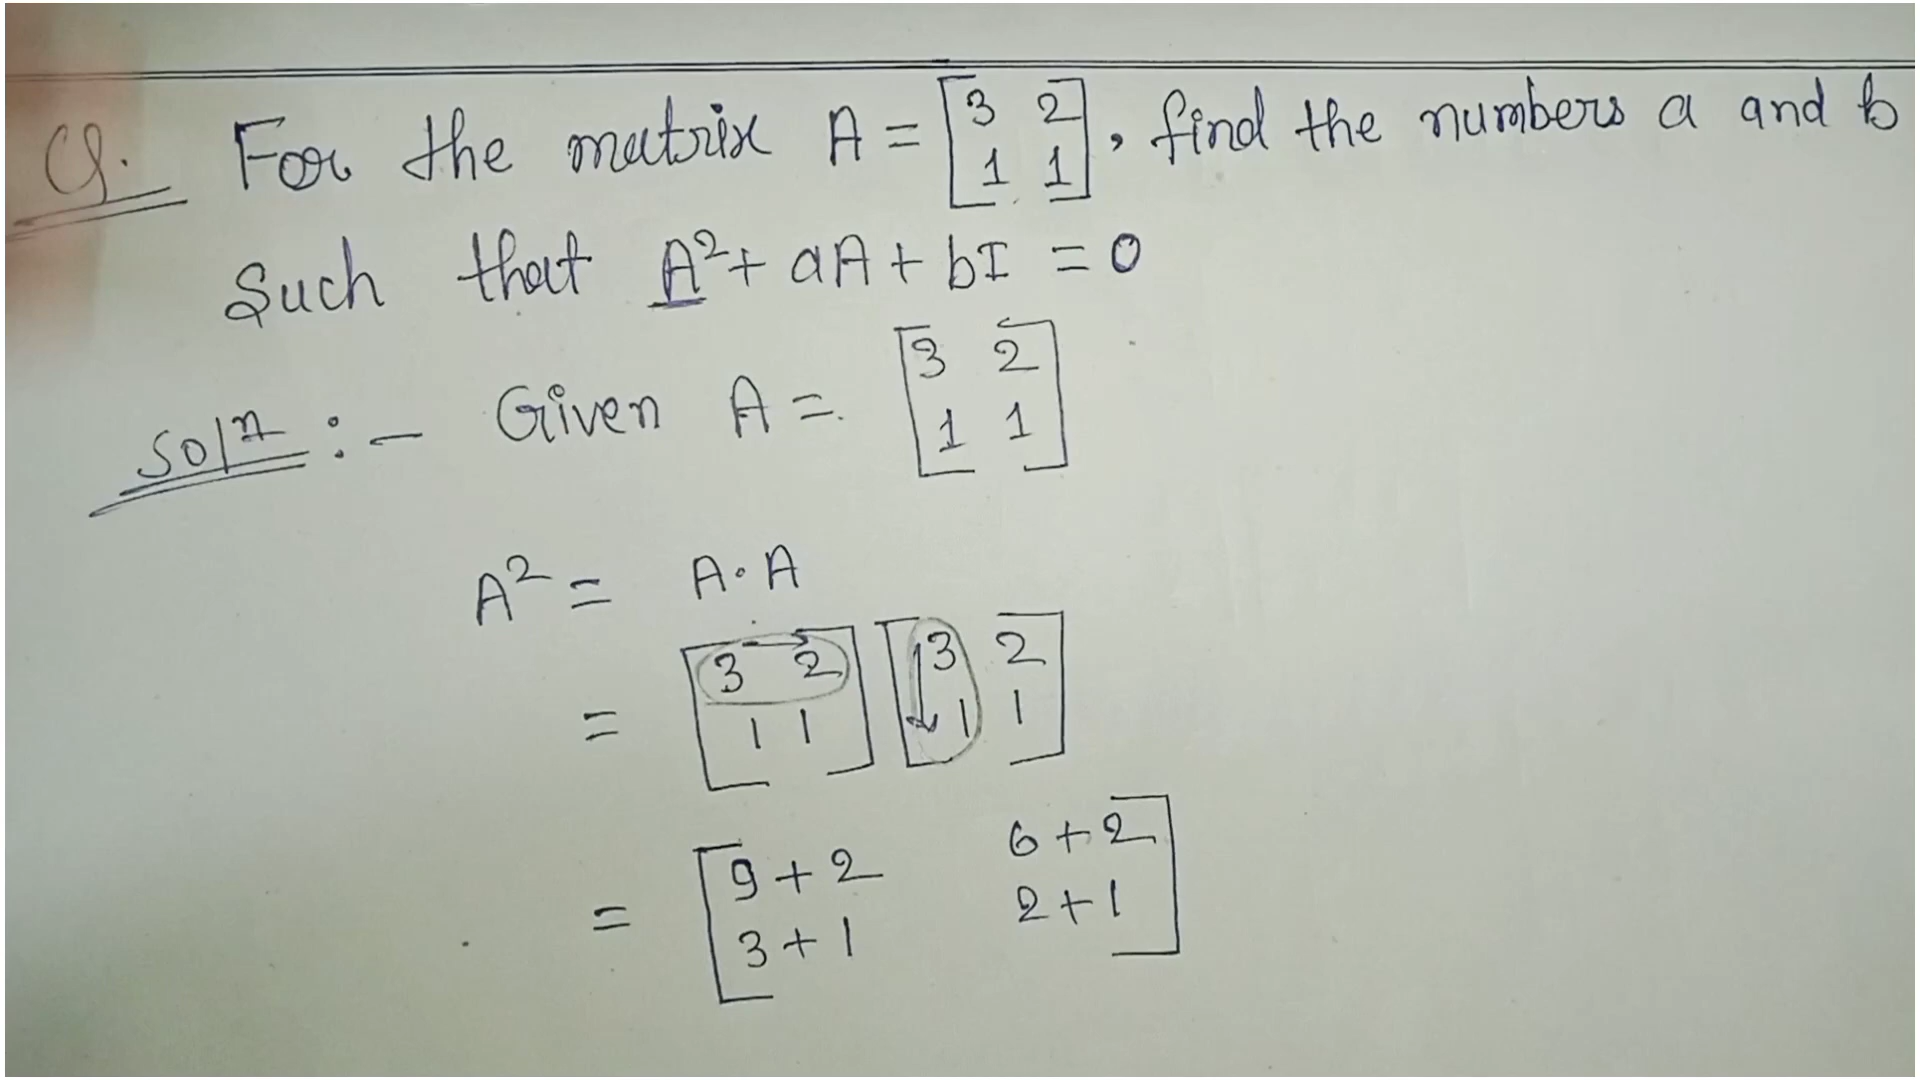 Q. For the matrix A = [3 2; 1 1], find the numbers a and b
Such that A² + aA + bI = 0
Solⁿ :- Given A = [3 2; 1 1]
A² = A·A
= [3 2; 1 1] [3 2; 1 1]
= [9+2 6+2; 3+1 2+1]